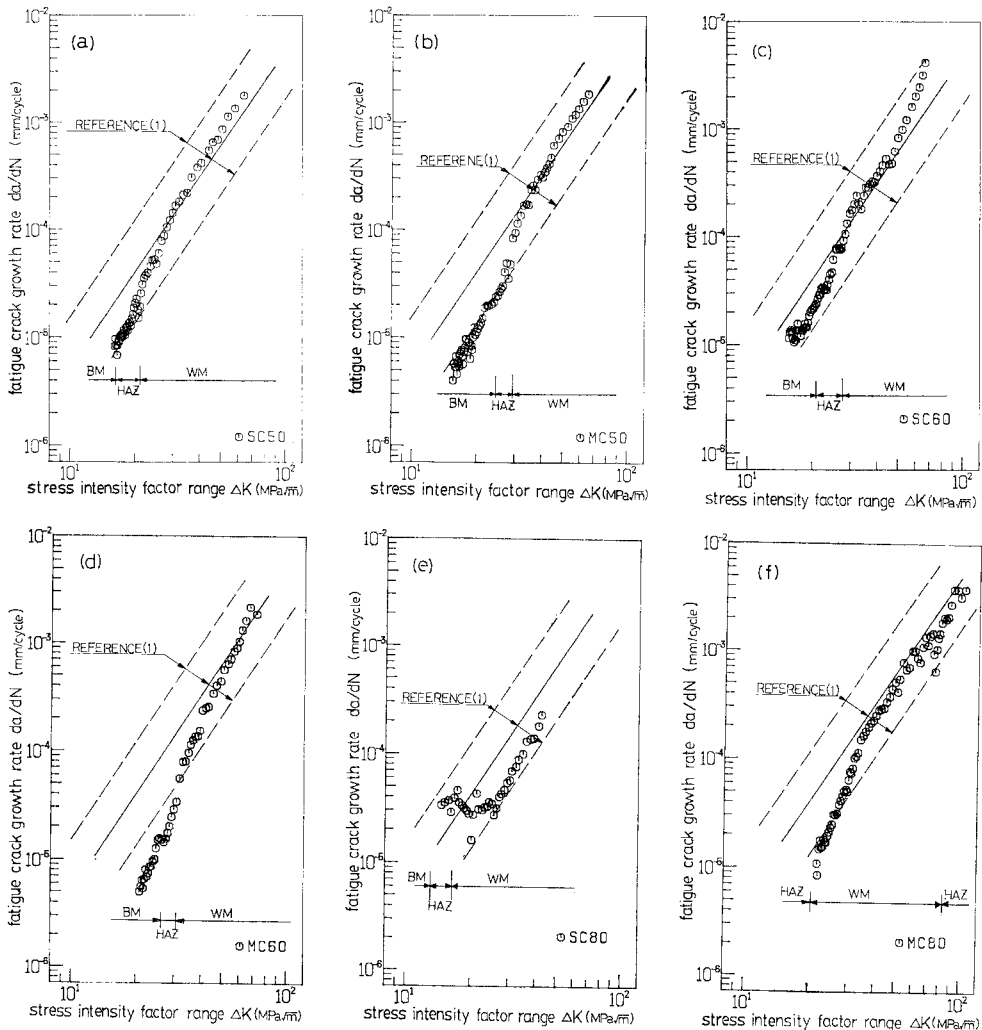 (a)
10⁻²
10⁻³
10⁻⁴
10⁻⁵
10⁻⁶
fatigue crack growth rate da/dN (mm/cycle)
REFERENCE(1)
BM
HAZ
WM
SC50
10¹
10²
stress intensity factor range ΔK(MPa√m)
(b)
10⁻²
10⁻³
10⁻⁴
10⁻⁵
10⁻⁶
fatigue crack growth rate da/dN (mm/cycle)
REFERENE(1)
BM
HAZ
WM
MC50
10¹
10²
stress intensity factor range ΔK(MPa√m)
(c)
10⁻²
10⁻³
10⁻⁴
10⁻⁵
10⁻⁶
fatigue crack growth rate da/dN (mm/cycle)
REFERENCE(1)
BM
HAZ
WM
SC60
10¹
10²
stress intensity factor range ΔK(MPa√m)
(d)
10⁻²
10⁻³
10⁻⁴
10⁻⁵
10⁻⁶
fatigue crack growth rate da/dN (mm/cycle)
REFERENCE(1)
BM
HAZ
WM
MC60
10¹
10²
stress intensity factor range ΔK(MPa√m)
(e)
10⁻²
10⁻³
10⁻⁴
10⁻⁵
10⁻⁶
fatigue crack growth rate da/dN (mm/cycle)
REFERENCE(1)
BM
HAZ
WM
SC80
10¹
10²
stress intensity factor range ΔK(MPa√m)
(f)
10⁻²
10⁻³
10⁻⁴
10⁻⁵
10⁻⁶
fatigue crack growth rate da/dN (mm/cycle)
REFERENCE(1)
HAZ
WM
HAZ
MC80
10¹
10²
stress intensity factor range ΔK(MPa√m)